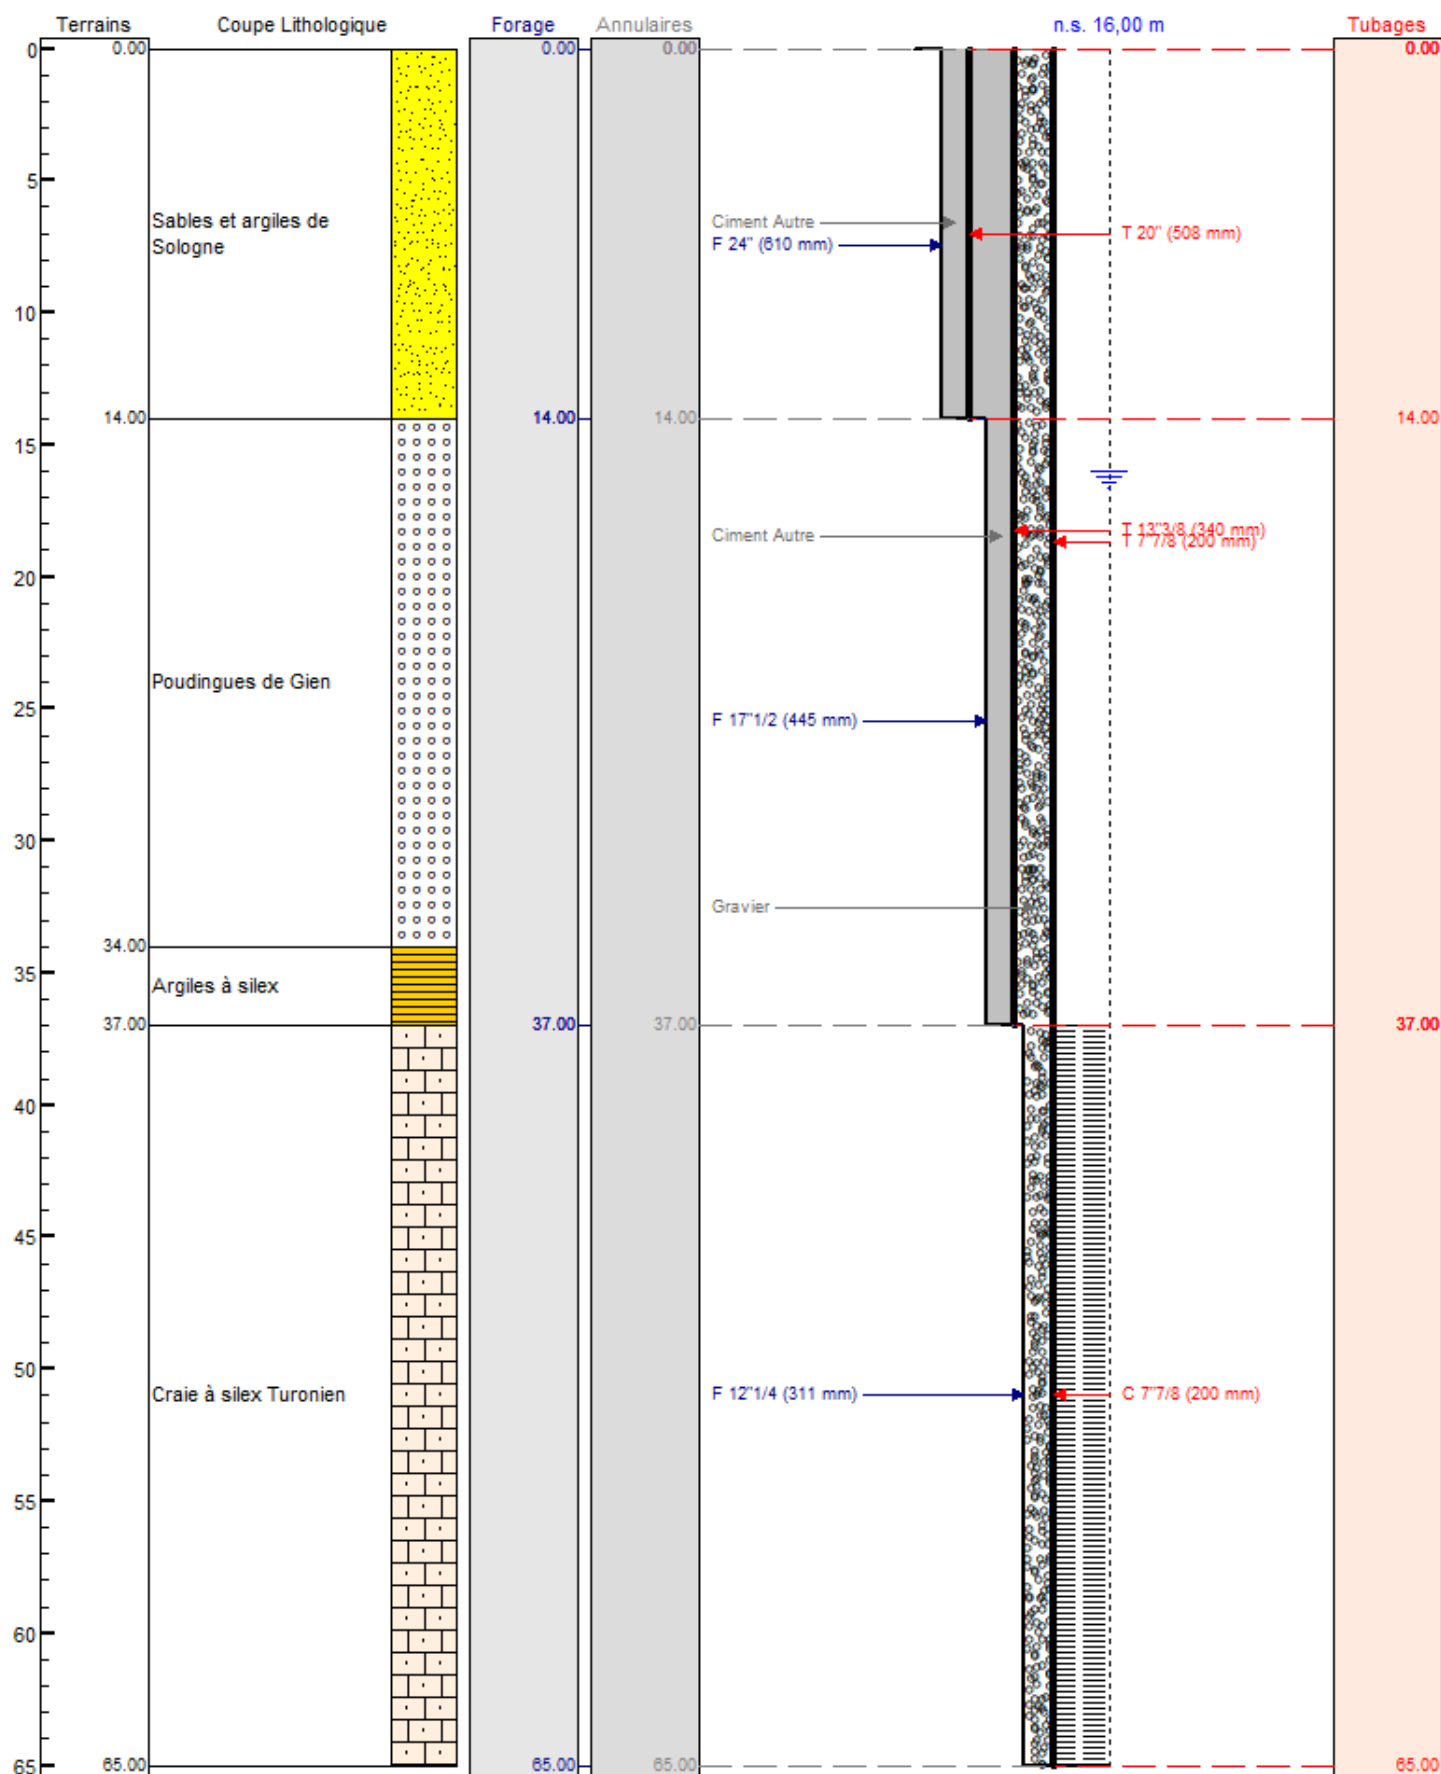 Terrains Coupe Lithologique Forage Annulaires n.s. 16,00 m Tubages
0 0.00 0.00 0.00 0.00
5
Sables et argiles de
Sologne
Ciment Autre
F 24" (610 mm)
T 20" (508 mm)
10
14.00 14.00 14.00 14.00
15
Ciment Autre
T 13"3/8 (340 mm)
T 7"7/8 (200 mm)
20
Poudingues de Gien
25
F 17"1/2 (445 mm)
30
Gravier
34.00
35
Argiles à silex
37.00 37.00 37.00 37.00
40
45
50
Craie à silex Turonien
F 12"1/4 (311 mm)
C 7"7/8 (200 mm)
55
60
65 65.00 65.00 65.00 65.00